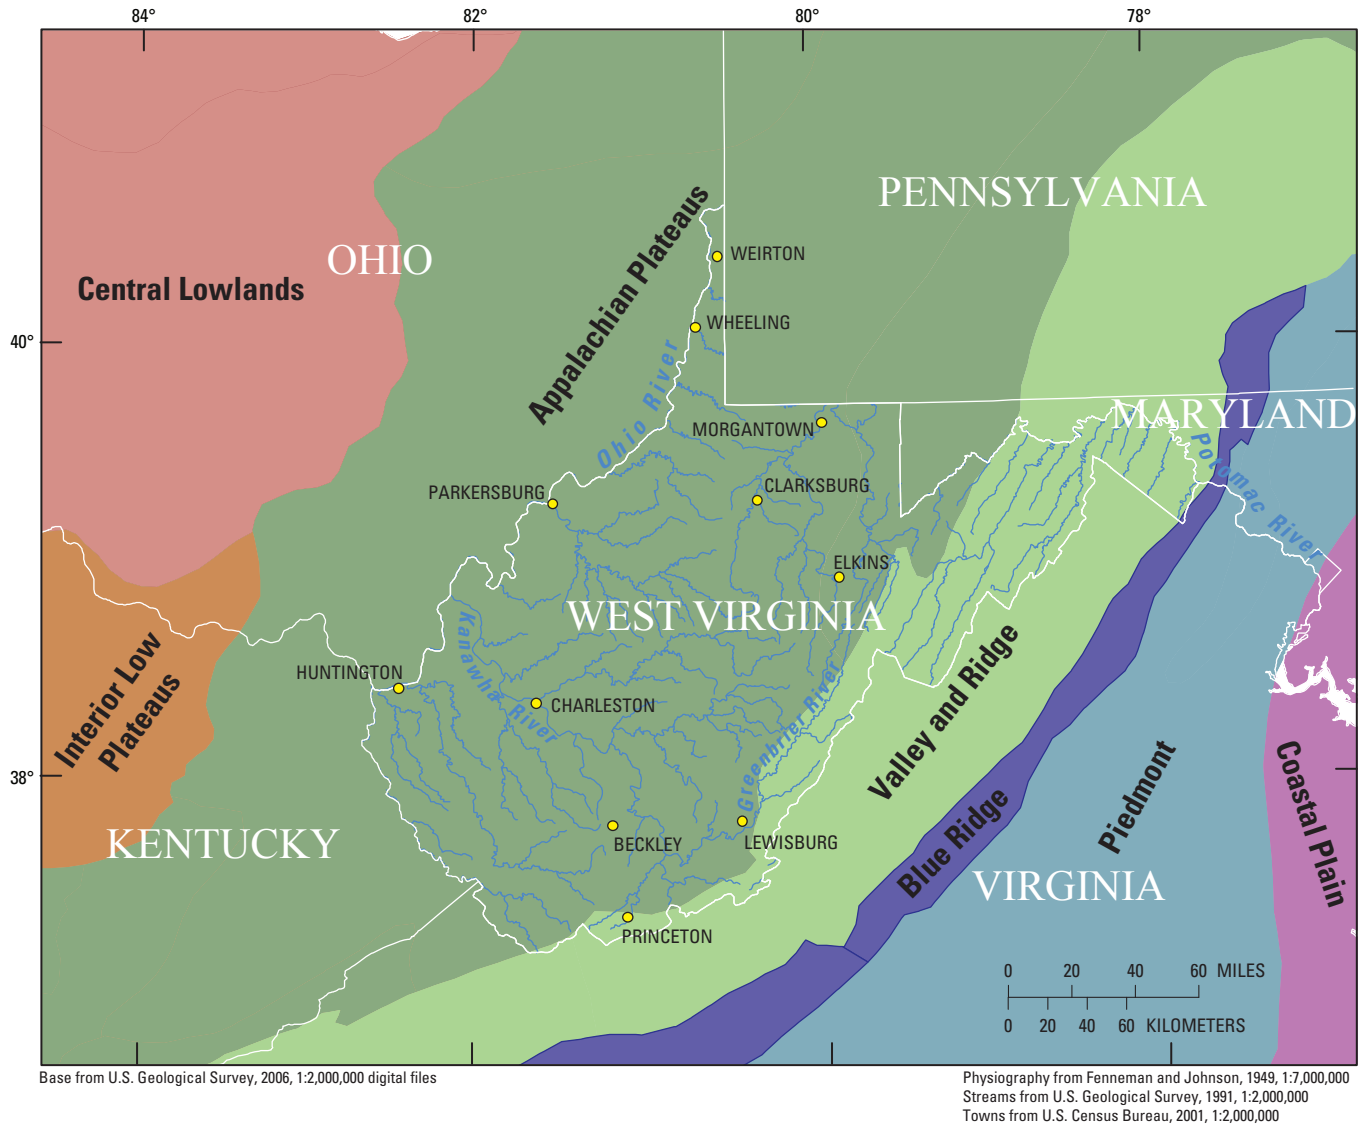 84°
82°
80°
78°
PENNSYLVANIA
OHIO
Appalachian Plateaus
WEIRTON
Central Lowlands
WHEELING
40°
Ohio River
MARYLAND
MORGANTOWN
Potomac River
CLARKSBURG
PARKERSBURG
ELKINS
WEST VIRGINIA
Kanawha River
Interior Low
Plateaus
HUNTINGTON
CHARLESTON
Greenbrier River
Valley and Ridge
38°
Piedmont
Coastal Plain
KENTUCKY
BECKLEY
LEWISBURG
Blue Ridge
VIRGINIA
PRINCETON
0 20 40 60 MILES
0 20 40 60 KILOMETERS
Base from U.S. Geological Survey, 2006, 1:2,000,000 digital files
Physiography from Fenneman and Johnson, 1949, 1:7,000,000
Streams from U.S. Geological Survey, 1991, 1:2,000,000
Towns from U.S. Census Bureau, 2001, 1:2,000,000